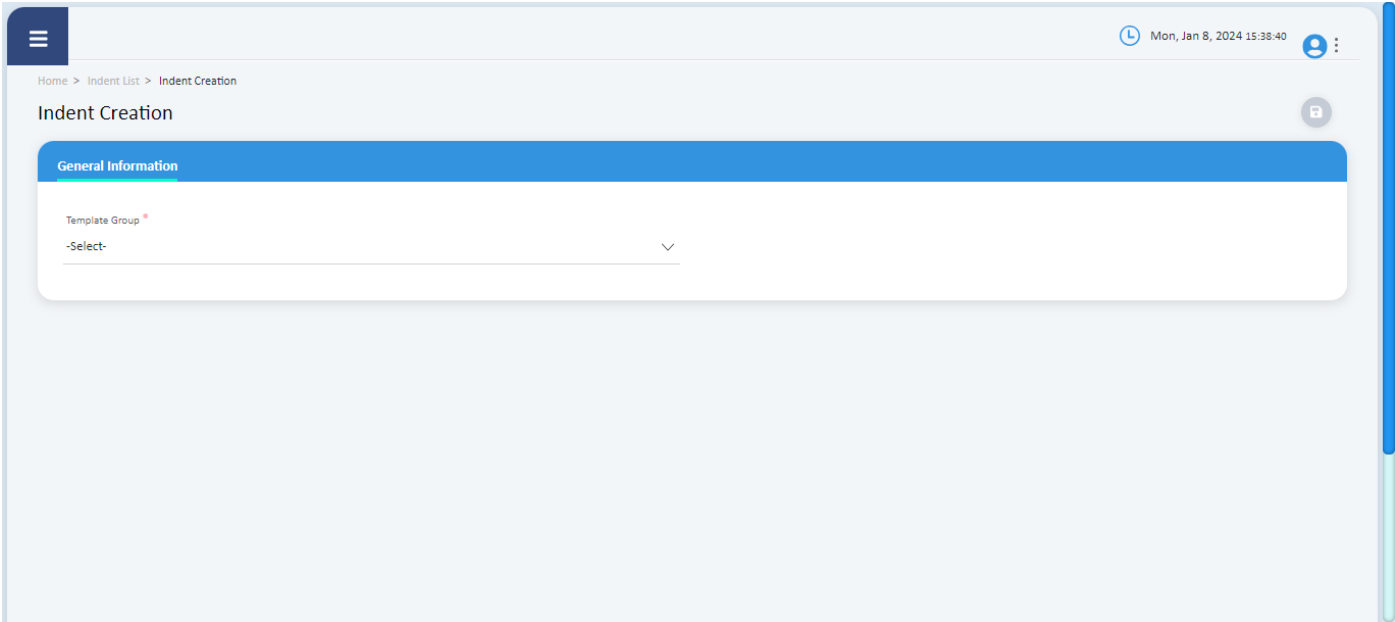 Mon, Jan 8, 2024 15:38:40
Home > Indent List > Indent Creation
Indent Creation
General Information
Template Group *
-Select-